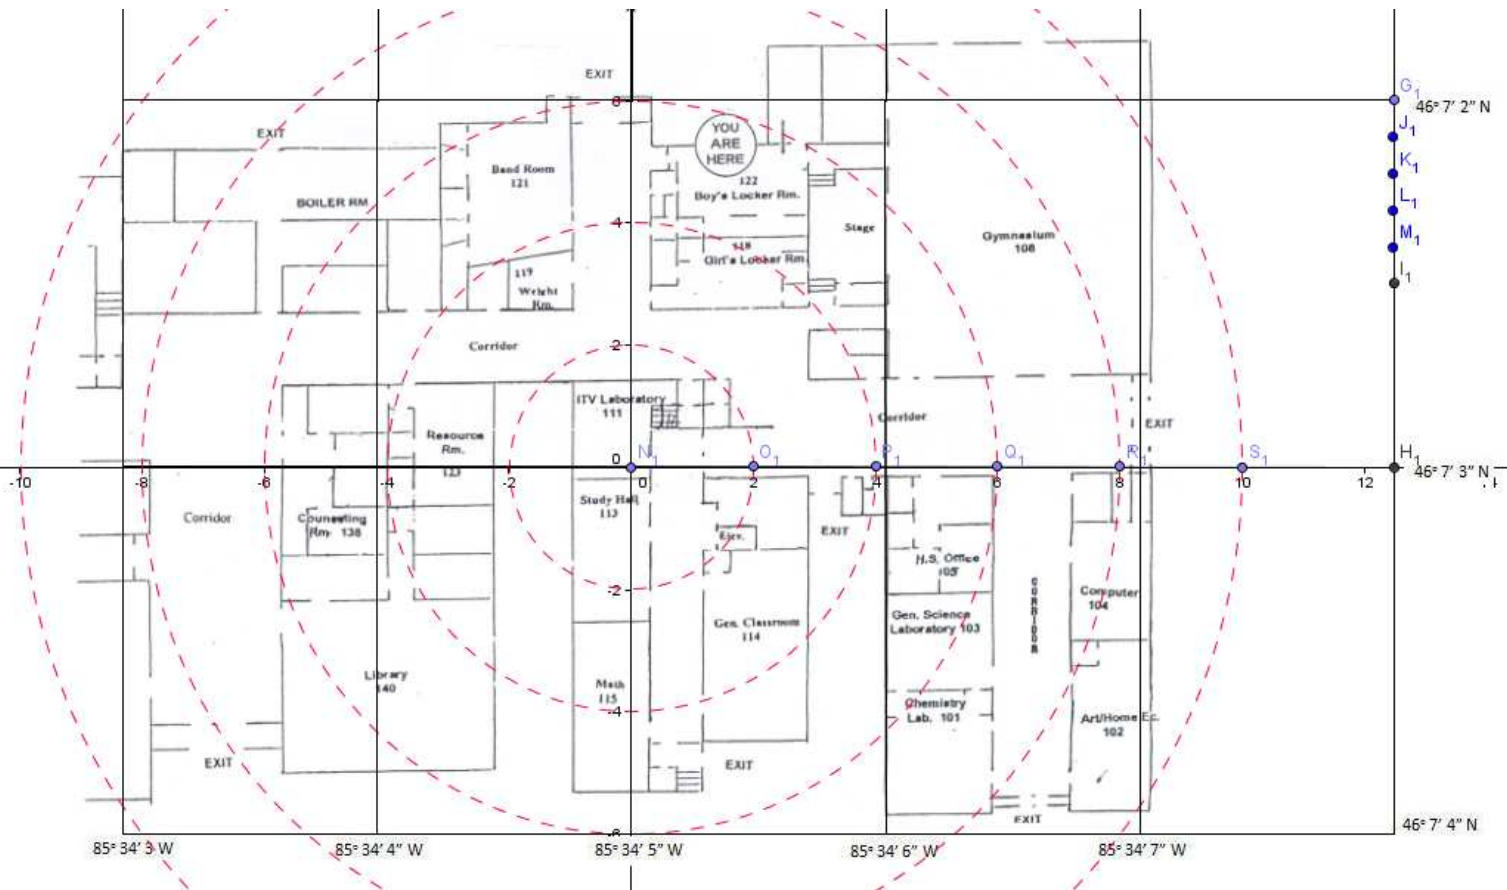 EXIT
6
G₁
46° 7' 2" N
EXIT
YOU
ARE
HERE
J₁
Band Room
121
K₁
122
Boy's Locker Rm.
BOILER RM
L₁
4
Stage
Gymnasium
108
M₁
118
Girl's Locker Rm.
119
Weight
Rm.
I₁
Corridor
2
ITV Laboratory
111
Corridor
EXIT
Resource
Rm.
123
0
N₁
O₁
P₁
Q₁
R₁
S₁
H₁
46° 7' 3" N
-10
-8
-6
-4
-2
0
2
4
6
8
10
12
Study Hall
113
Corridor
Counseling
Rm. 138
Elev.
EXIT
H.S. Office
105
-2
Computer
104
CORRIDOR
Gen. Science
Laboratory 103
Gen. Classroom
114
Library
140
Math
115
-4
Chemistry
Lab. 101
Art/Home Ec.
102
EXIT
EXIT
EXIT
-6
46° 7' 4" N
85° 34' 3" W
85° 34' 4" W
85° 34' 5" W
85° 34' 6" W
85° 34' 7" W